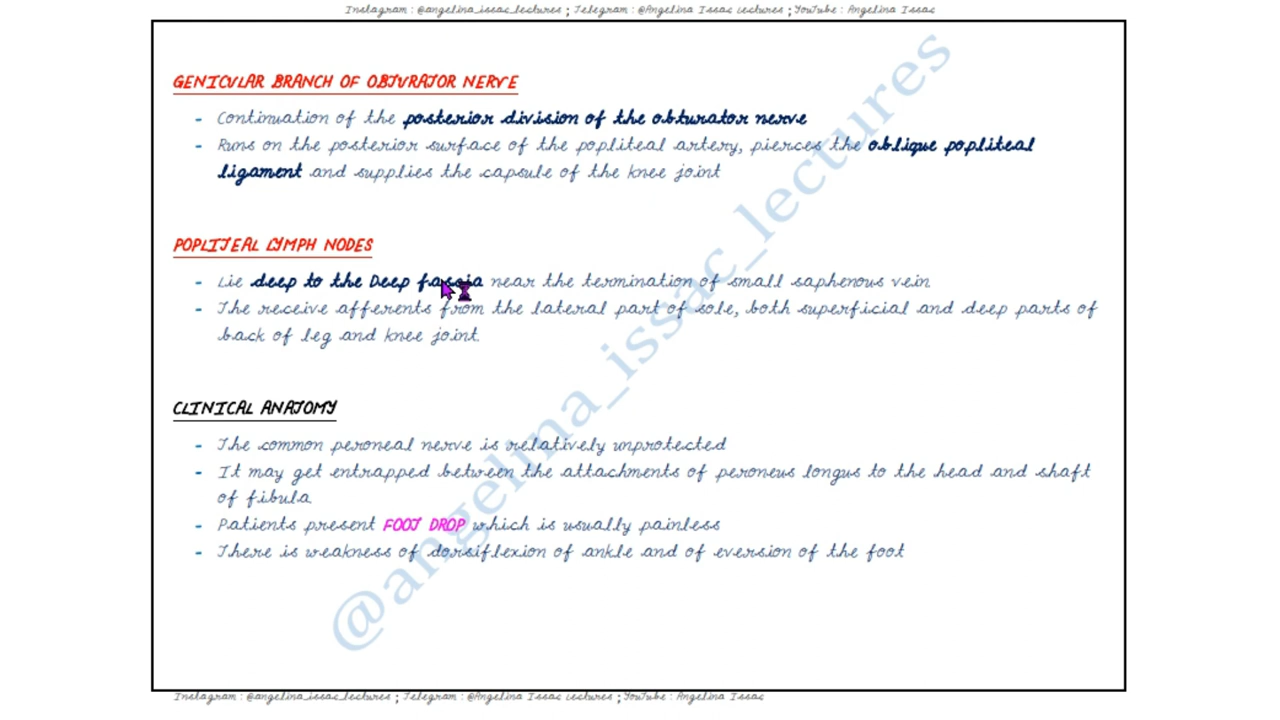 Instagram : @angelina_issac_lectures ; Telegram : @Angelina Issac Lectures ; YouTube : Angelina Issac
GENICULAR BRANCH OF OBTURATOR NERVE
- Continuation of the posterior division of the obturator nerve
- Runs on the posterior surface of the popliteal artery, pierces the oblique popliteal
ligament and supplies the capsule of the knee joint
POPLITEAL LYMPH NODES
- Lie deep to the Deep fascia near the termination of small saphenous vein
- The receive afferents from the lateral part of sole, both superficial and deep parts of
back of leg and knee joint.
CLINICAL ANATOMY
- The common peroneal nerve is relatively unprotected
- It may get entrapped between the attachments of peroneus longus to the head and shaft
of fibula.
- Patients present FOOT DROP which is usually painless
- There is weakness of dorsiflexion of ankle and of eversion of the foot
@angelina_issac_lectures
Instagram : @angelina_issac_lectures ; Telegram : @Angelina Issac Lectures ; YouTube : Angelina Issac